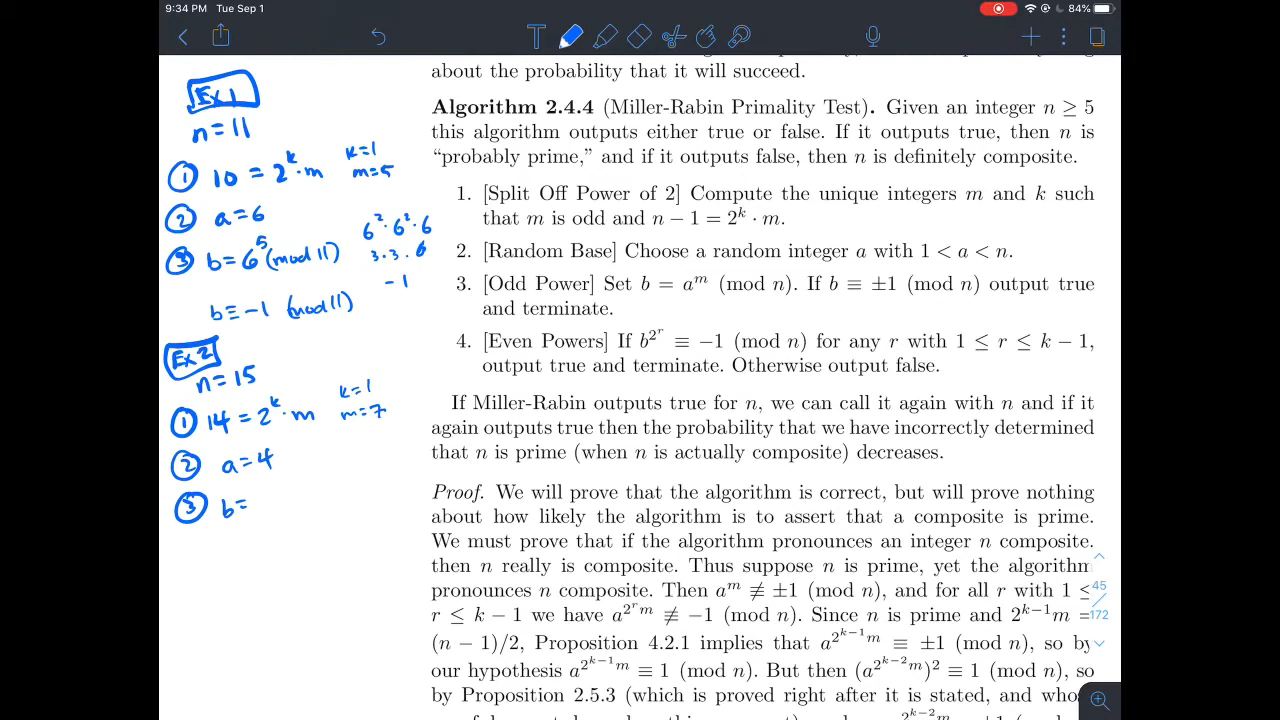 9:34 PM Tue Sep 1
84%
T
Ex 1
n=11
① 10 = 2^k · m k=1 m=5
② a=6
③ b=6^5 (mod 11) 6^2 · 6^2 · 6
3 · 3 · 6
-1
b≡-1 (mod 11)
Ex 2
n=15
① 14=2^k · m k=1 m=7
② a=4
③ b=
about the probability that it will succeed.
Algorithm 2.4.4 (Miller-Rabin Primality Test). Given an integer n ≥ 5
this algorithm outputs either true or false. If it outputs true, then n is
“probably prime,” and if it outputs false, then n is definitely composite.
1. [Split Off Power of 2] Compute the unique integers m and k such
that m is odd and n − 1 = 2^k · m.
2. [Random Base] Choose a random integer a with 1 < a < n.
3. [Odd Power] Set b = a^m (mod n). If b ≡ ±1 (mod n) output true
and terminate.
4. [Even Powers] If b^{2^r} ≡ −1 (mod n) for any r with 1 ≤ r ≤ k − 1,
output true and terminate. Otherwise output false.
If Miller-Rabin outputs true for n, we can call it again with n and if it
again outputs true then the probability that we have incorrectly determined
that n is prime (when n is actually composite) decreases.
Proof. We will prove that the algorithm is correct, but will prove nothing
about how likely the algorithm is to assert that a composite is prime.
We must prove that if the algorithm pronounces an integer n composite,
then n really is composite. Thus suppose n is prime, yet the algorithm
pronounces n composite. Then a^m ≢ ±1 (mod n), and for all r with 1 ≤
r ≤ k − 1 we have a^{2^r m} ≢ −1 (mod n). Since n is prime and 2^{k−1}m =
(n − 1)/2, Proposition 4.2.1 implies that a^{2^{k−1}m} ≡ ±1 (mod n), so by
our hypothesis a^{2^{k−1}m} ≡ 1 (mod n). But then (a^{2^{k−2}m})^2 ≡ 1 (mod n), so
by Proposition 2.5.3 (which is proved right after it is stated, and whose
45
172